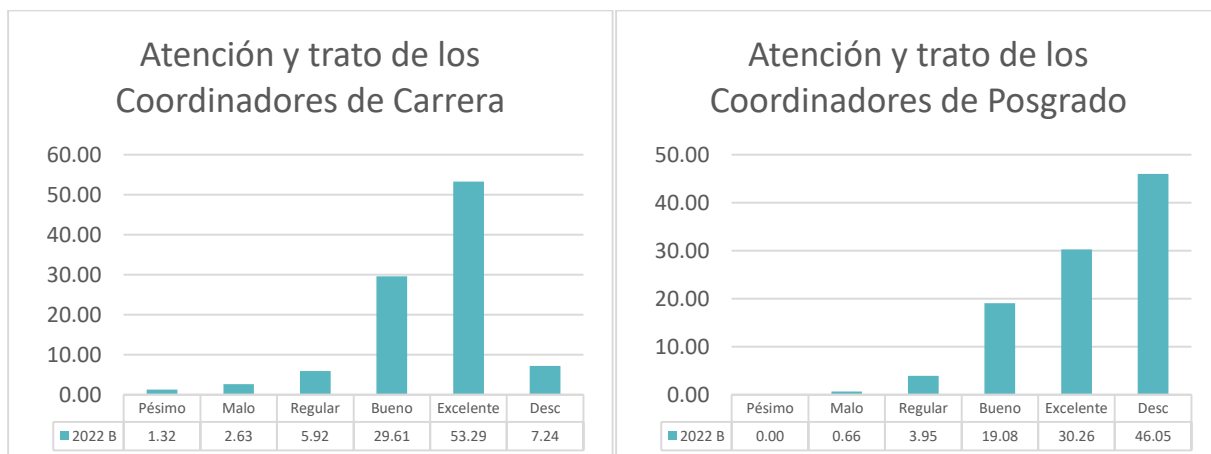 Atención y trato de los
Coordinadores de Carrera
60.00
50.00
40.00
30.00
20.00
10.00
0.00
Pésimo Malo Regular Bueno Excelente Desc
2022 B 1.32 2.63 5.92 29.61 53.29 7.24
Atención y trato de los
Coordinadores de Posgrado
50.00
40.00
30.00
20.00
10.00
0.00
Pésimo Malo Regular Bueno Excelente Desc
2022 B 0.00 0.66 3.95 19.08 30.26 46.05